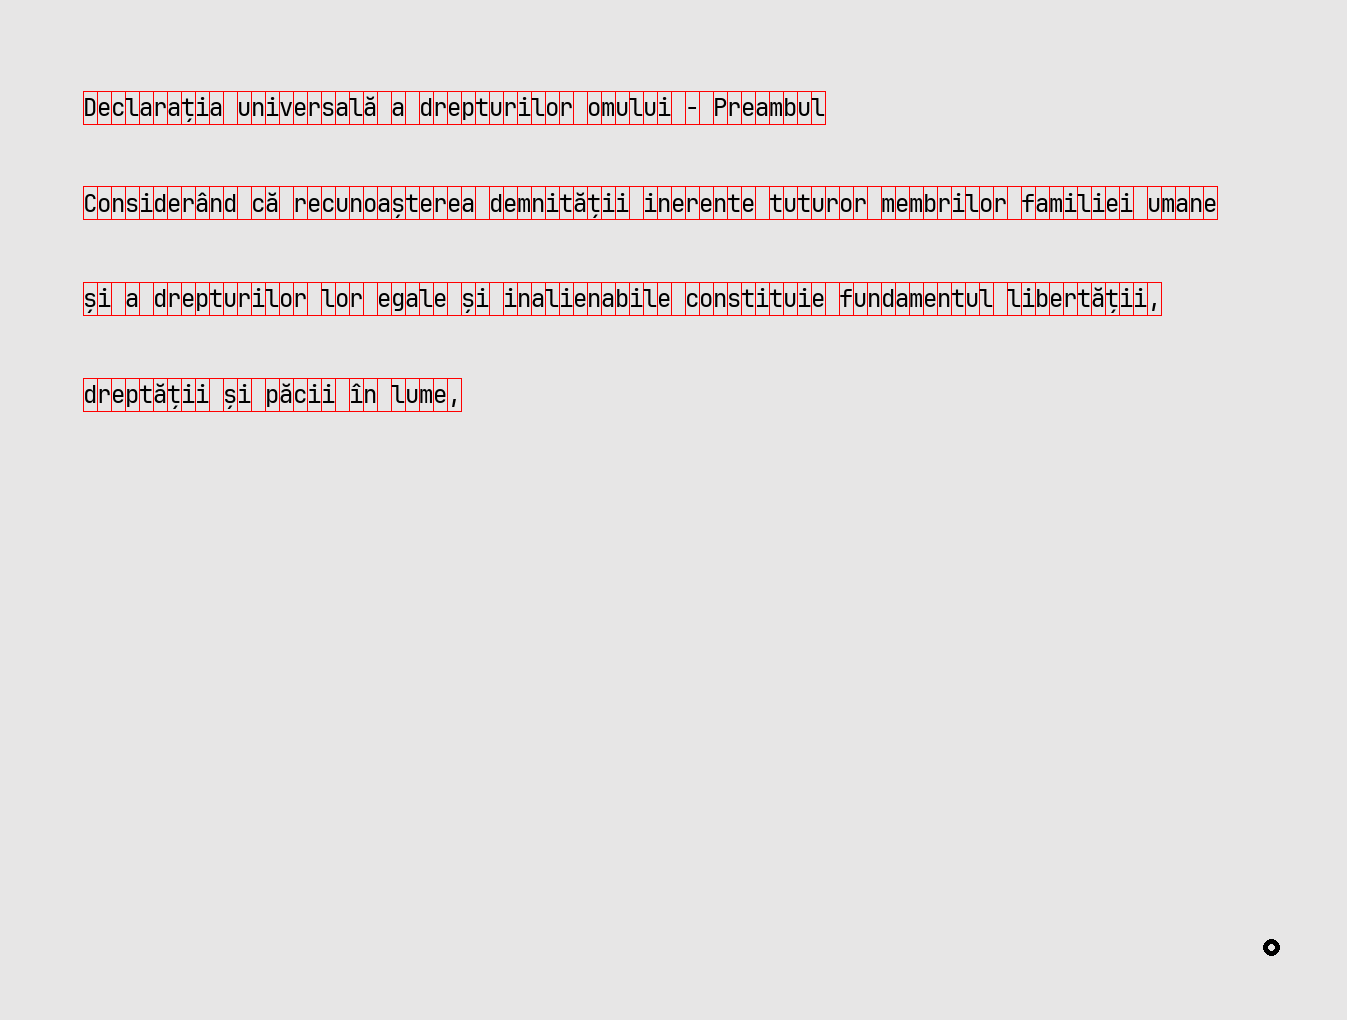 Declarația universală a drepturilor omului - Preambul
Considerând că recunoașterea demnității inerente tuturor membrilor familiei umane
și a drepturilor lor egale și inalienabile constituie fundamentul libertății,
dreptății și păcii în lume,